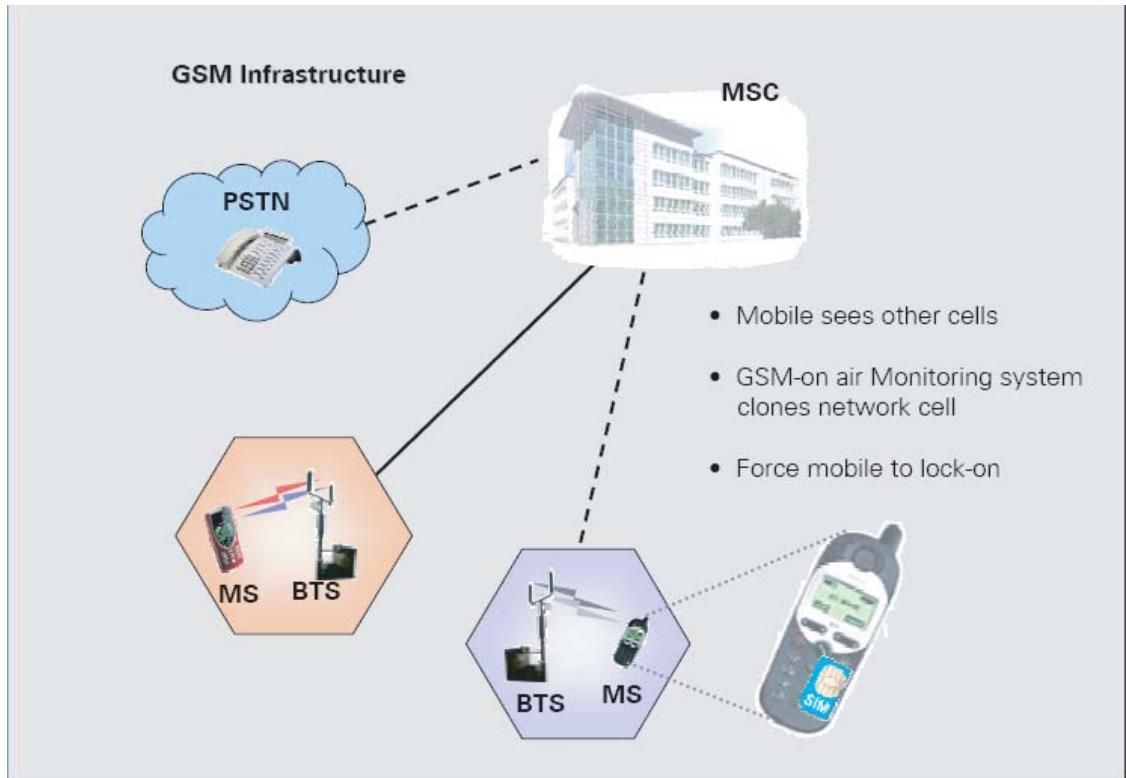 GSM Infrastructure
MSC
PSTN
• Mobile sees other cells
• GSM-on air Monitoring system
clones network cell
• Force mobile to lock-on
MS
BTS
BTS
MS
SIM